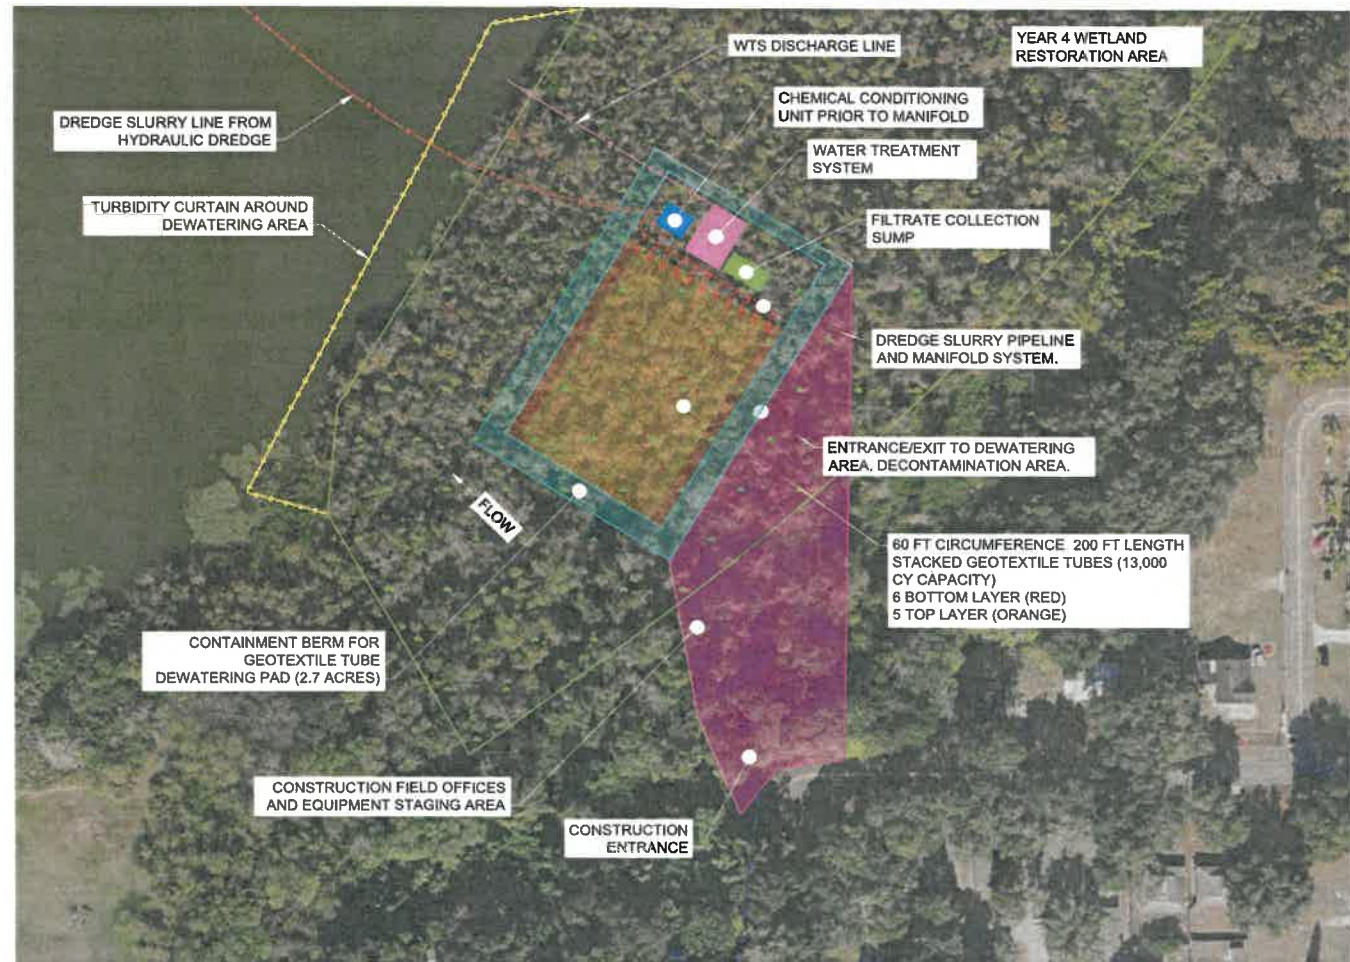 YEAR 4 WETLAND
RESTORATION AREA
WTS DISCHARGE LINE
CHEMICAL CONDITIONING
UNIT PRIOR TO MANIFOLD
DREDGE SLURRY LINE FROM
HYDRAULIC DREDGE
WATER TREATMENT
SYSTEM
TURBIDITY CURTAIN AROUND
DEWATERING AREA
FILTRATE COLLECTION
SUMP
DREDGE SLURRY PIPELINE
AND MANIFOLD SYSTEM.
ENTRANCE/EXIT TO DEWATERING
AREA, DECONTAMINATION AREA.
FLOW
60 FT CIRCUMFERENCE 200 FT LENGTH
STACKED GEOTEXTILE TUBES (13,000
CY CAPACITY)
6 BOTTOM LAYER (RED)
5 TOP LAYER (ORANGE)
CONTAINMENT BERM FOR
GEOTEXTILE TUBE
DEWATERING PAD (2.7 ACRES)
CONSTRUCTION FIELD OFFICES
AND EQUIPMENT STAGING AREA
CONSTRUCTION
ENTRANCE